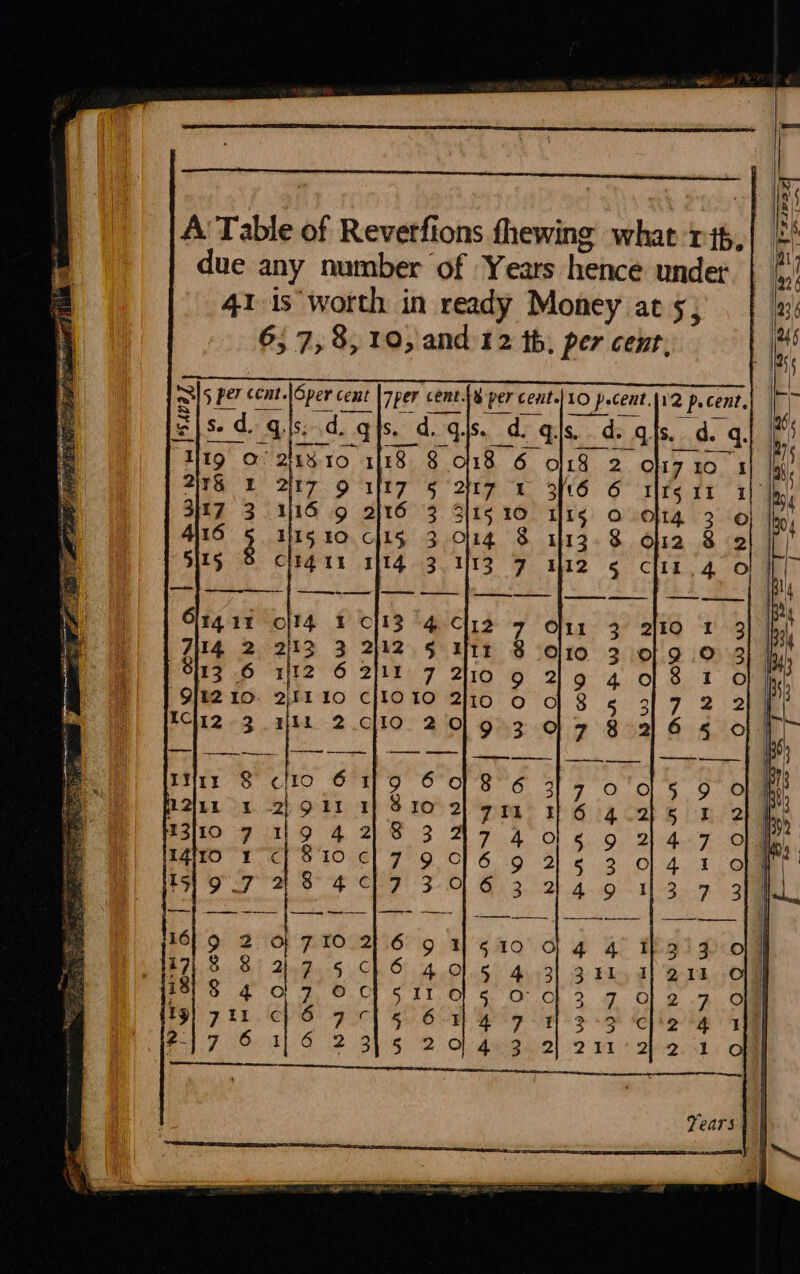 A Table of Reverſions ſhewing what 1 ℔.
due any number of Years hence under
41 is worth in ready Money at 5,
6, 7, 8, 10, and 12 ℔. per cent.
Years 5 per cent. 6 per cent 7 per cent. 8 per cent. 10 p. cent. 12 p. cent.
s. d. q. s. d. q s. d. q. s. d. q. s. d. q. s. d. q.
1 19 0 2 18 10 1 18 8 0 18 6 0 18 2 0 17 10 1
2 18 1 2 17 9 1 17 5 2 17 1 3 16 6 1 15 11 1
3 17 3 1 16 9 2 16 3 3 15 10 1 15 0 0 14 3 0
4 16 5 1 15 10 0 15 3 0 14 8 1 13 8 0 12 8 2
5 15 8 0 14 11 1 14 3 1 13 7 1 12 5 0 11 4 0
6 14 11 0 14 1 0 13 4 0 12 7 0 11 3 2 10 1 3
7 14 2 2 13 3 2 12 5 1 11 8 0 10 3 0 9 0 3
8 13 6 1 12 6 2 11 7 2 10 9 2 9 4 0 8 1 0
9 12 10 2 11 10 0 10 10 2 10 0 0 8 5 3 7 2 2
10 12 3 1 11 2 0 10 2 0 9 3 0 7 8 2 6 5 0
11 11 8 0 10 6 1 9 6 0 8 6 3 7 0 0 5 9 0
12 11 1 2 9 11 1 8 10 2 7 11 1 6 4 2 5 1 2
13 10 7 1 9 4 2 8 3 2 7 4 0 5 9 2 4 7 0
14 10 1 0 8 10 0 7 9 0 6 9 2 5 3 0 4 1 0
15 9 7 2 8 4 0 7 3 0 6 3 2 4 9 1 3 7 3
16 9 2 0 7 10 2 6 9 1 5 10 0 4 4 1 3 3 0
17 8 8 2 7 5 0 6 4 0 5 4 3 3 11 1 2 11 0
18 8 4 0 7 0 0 5 11 0 5 0 0 3 7 0 2 7 0
19 7 11 0 6 7 0 5 6 1 4 7 1 3 3 0 2 4 1
20 7 6 1 6 2 3 5 2 0 4 3 2 2 11 2 2 1 0
Years